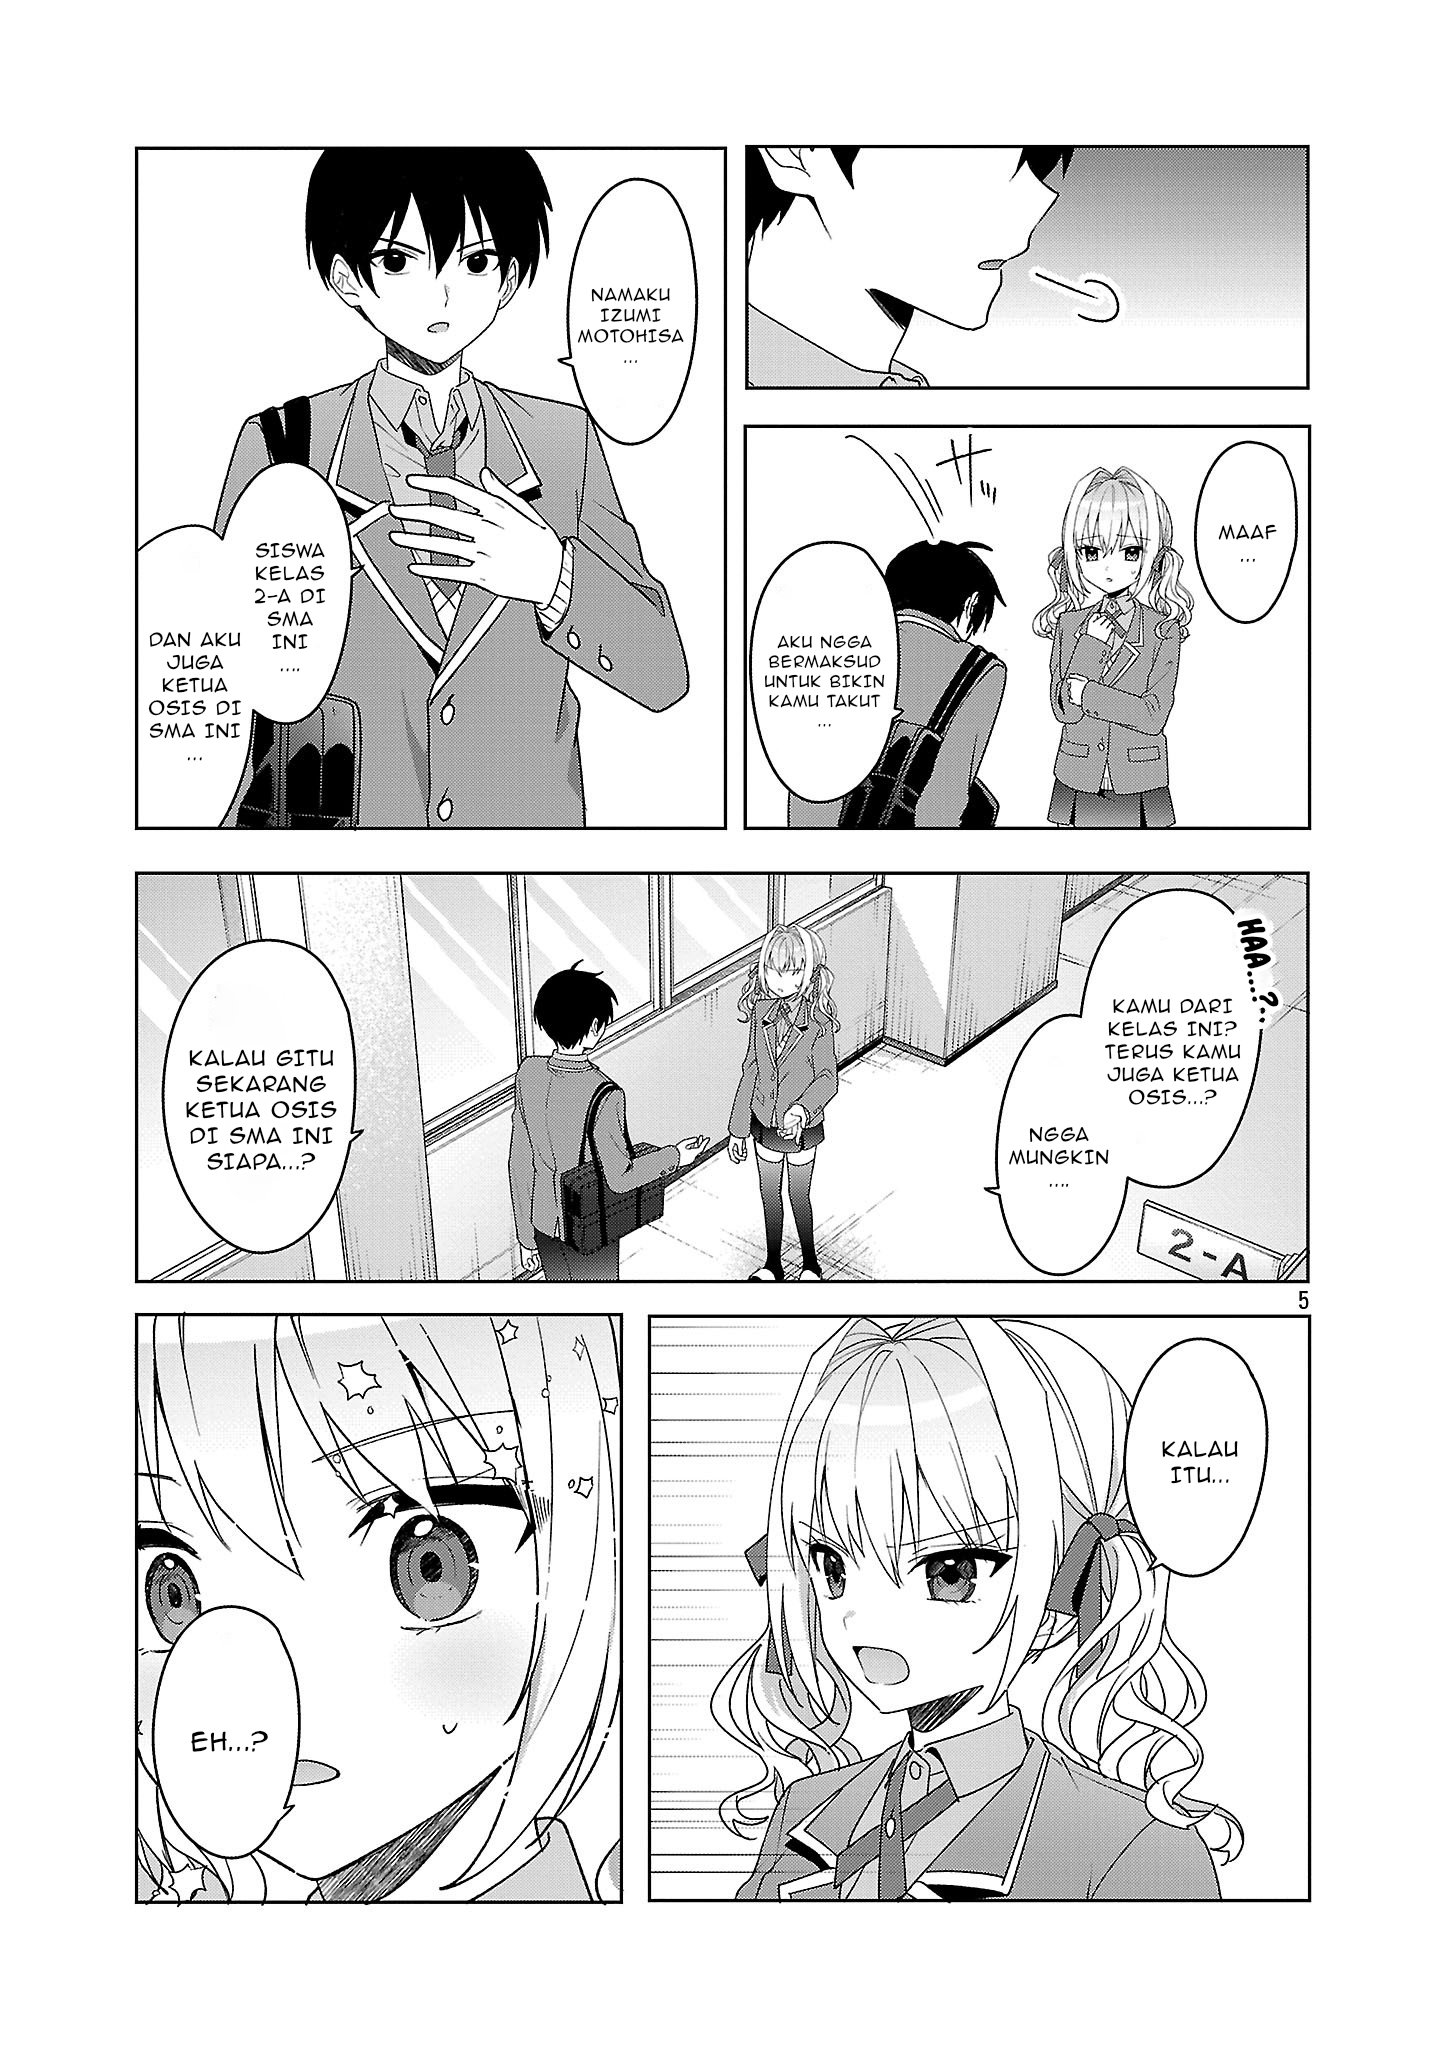 MAAF
...
AKU NGGA
BERMAKSUD
UNTUK BIKIN
KAMU TAKUT
...
NAMAKU
IZUMI
MOTOHISA
...
SISWA
KELAS
2-A DI
SMA
INI
....
DAN AKU
JUGA
KETUA
OSIS DI
SMA INI
...
HAA...?
KAMU DARI
KELAS INI?
TERUS KAMU
JUGA KETUA
OSIS...?
NGGA
MUNGKIN
....
2-A
KALAU GITU
SEKARANG
KETUA OSIS
DI SMA INI
SIAPA...?
5
KALAU
ITU...
EH...?